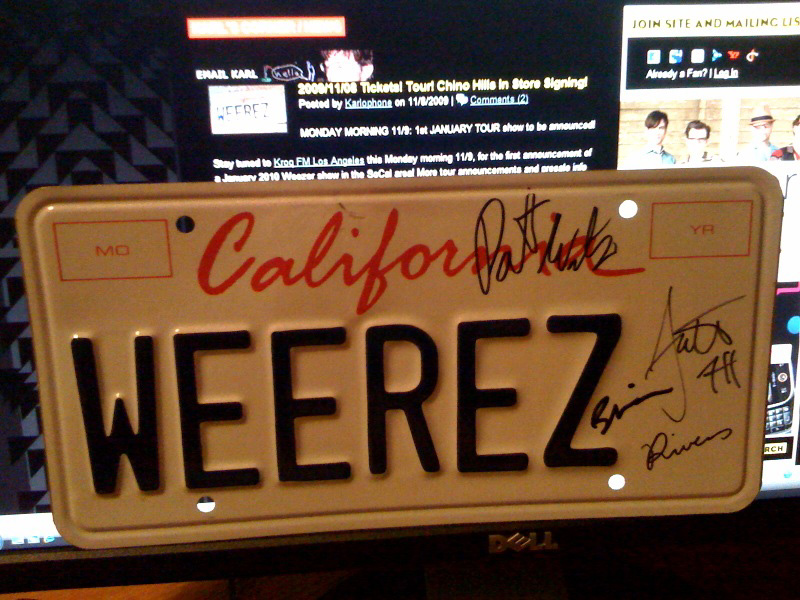 JOIN SITE AND MAILING LIS
EMAIL KARL hello
Already a Fan? | Log In
2009/11/08 Tickets! Tour! Chino Hills In Store Signing!
WEEREZ
Posted by Karlophone on 11/8/2009 | Comments (2)
MONDAY MORNING 11/9: 1st JANUARY TOUR show to be announced!
Stay tuned to Kroq FM Los Angeles this Monday morning 11/9, for the first announcement of
a January 2010 Weezer show in the SoCal area! More tour announcements and presale info
MO
California
YR
WEEREZ
Brian
Rivers
RCH
DELL